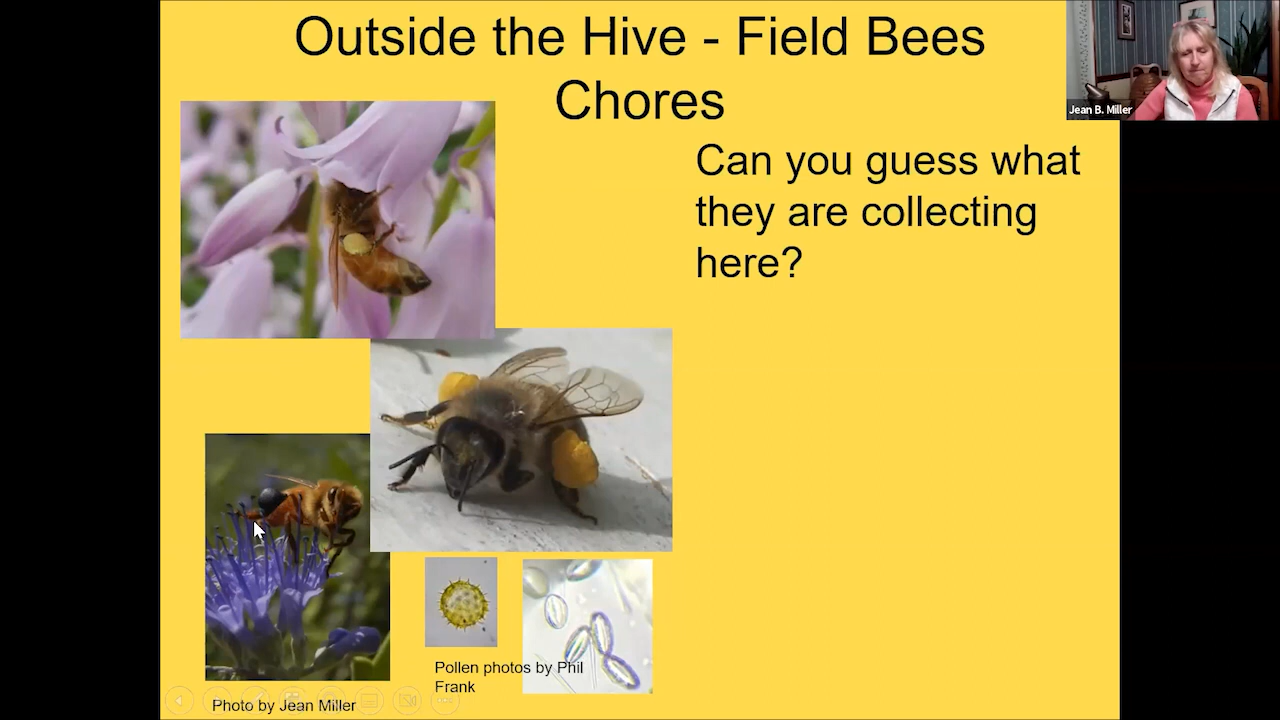 Outside the Hive - Field Bees
Chores
Jean B. Miller
Can you guess what
they are collecting
here?
Pollen photos by Phil
Frank
Photo by Jean Miller